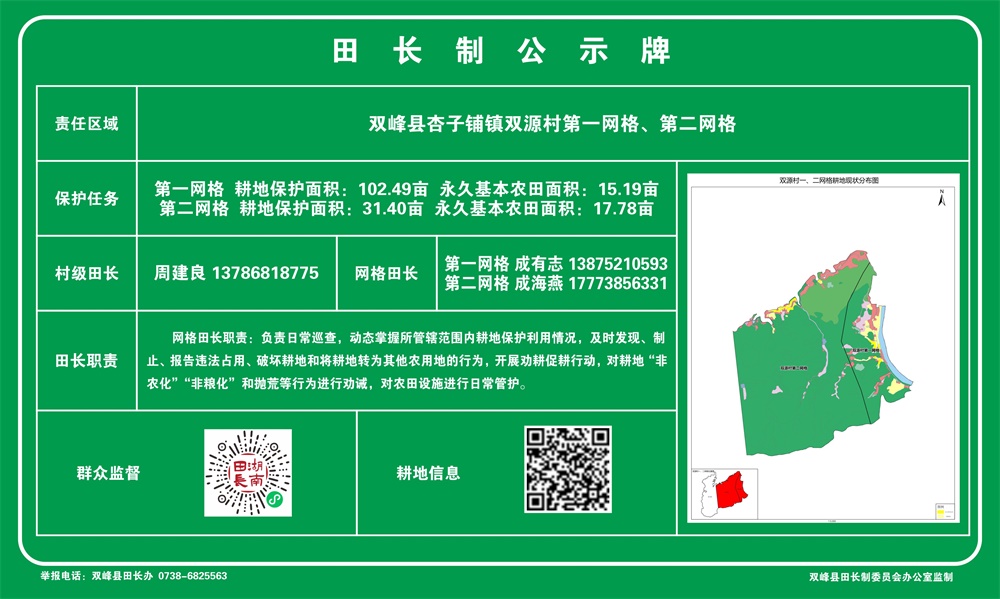 田长制公示牌
责任区域
双峰县杏子铺镇双源村第一网格、第二网格
保护任务
第一网格 耕地保护面积：102.49亩 永久基本农田面积：15.19亩
第二网格 耕地保护面积：31.40亩 永久基本农田面积：17.78亩
村级田长
周建良 13786818775
网格田长
第一网格 成有志 13875210593
第二网格 成海燕 17773856331
田长职责
网格田长职责：负责日常巡查，动态掌握所管辖范围内耕地保护利用情况，及时发现、制
止、报告违法占用、破坏耕地和将耕地转为其他农用地的行为，开展劝耕促耕行动，对耕地“非
农化”“非粮化”和抛荒等行为进行劝诫，对农田设施进行日常管护。
双源村一、二网格耕地现状分布图
N
群众监督
湖南
田長
耕地信息
举报电话：双峰县田长办 0738-6825563
双峰县田长制委员会办公室监制